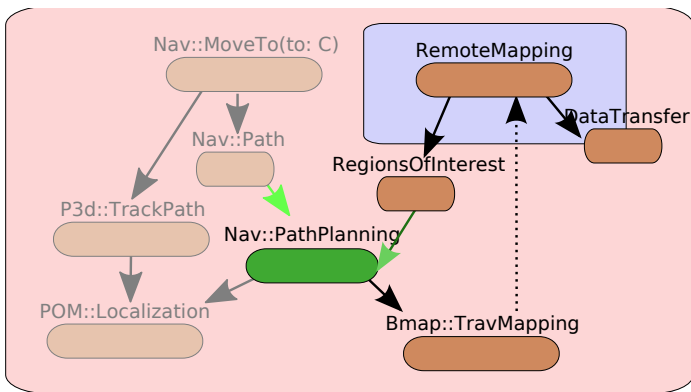 Nav::MoveTo(to: C)
RemoteMapping
DataTransfer
Nav::Path
RegionsOfInterest
P3d::TrackPath
Nav::PathPlanning
POM::Localization
Bmap::TravMapping